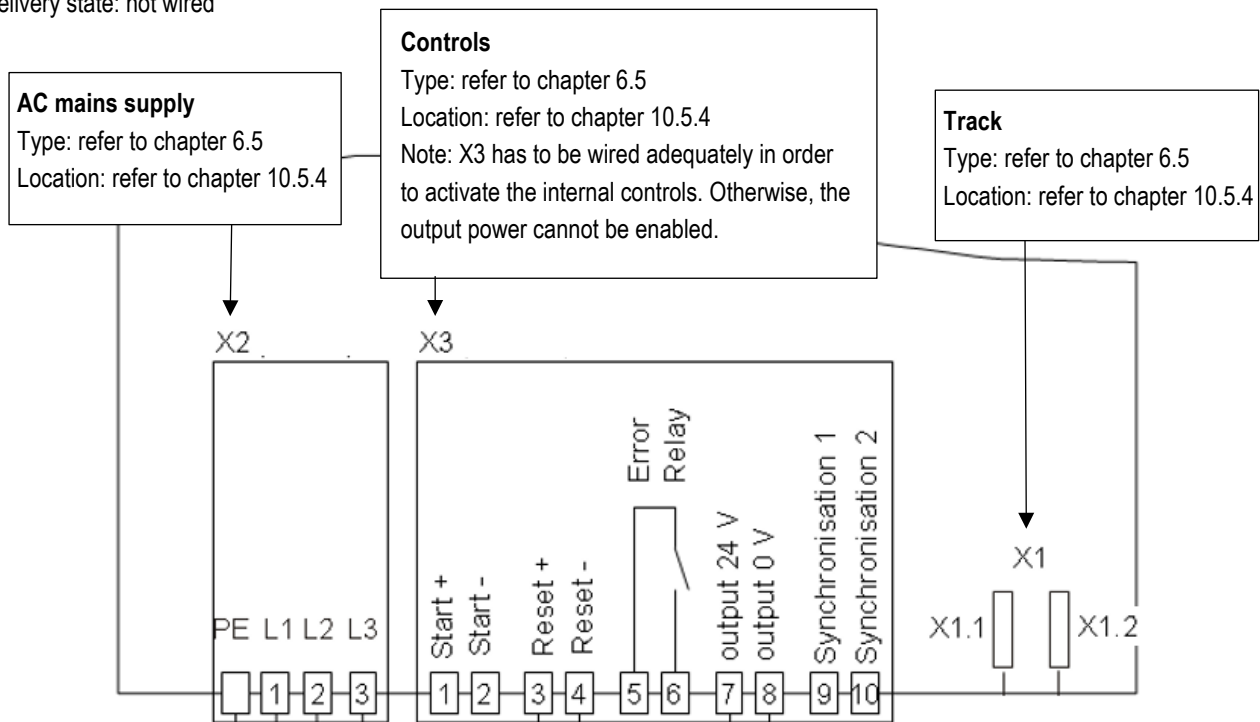 elivery state: not wired
Controls
Type: refer to chapter 6.5
Location: refer to chapter 10.5.4
Note: X3 has to be wired adequately in order
to activate the internal controls. Otherwise, the
output power cannot be enabled.
AC mains supply
Type: refer to chapter 6.5
Location: refer to chapter 10.5.4
Track
Type: refer to chapter 6.5
Location: refer to chapter 10.5.4
X2
X3
X1
PE L1 L2 L3
Start +
Start -
Reset +
Reset -
Error
Relay
output 24 V
output 0 V
Synchronisation 1
Synchronisation 2
X1.1
X1.2
1 2 3
1 2 3 4 5 6 7 8 9 10